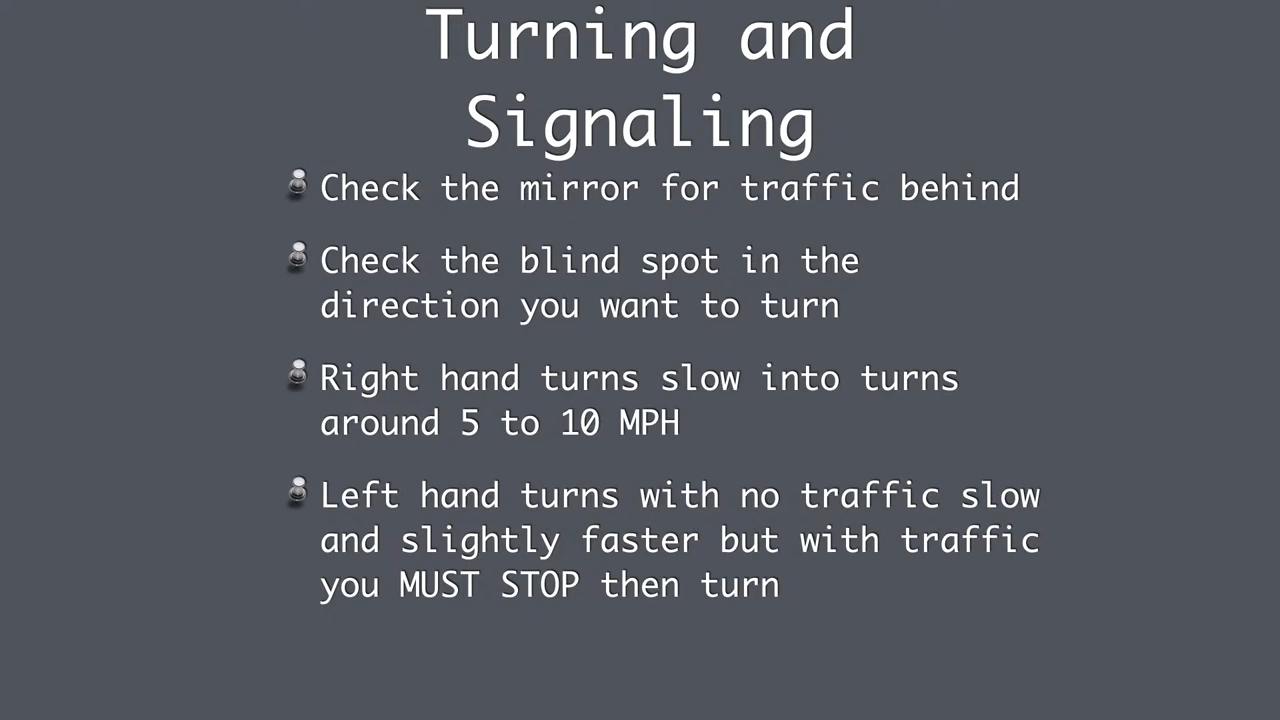 Turning and
Signaling
Check the mirror for traffic behind
Check the blind spot in the
direction you want to turn
Right hand turns slow into turns
around 5 to 10 MPH
Left hand turns with no traffic slow
and slightly faster but with traffic
you MUST STOP then turn